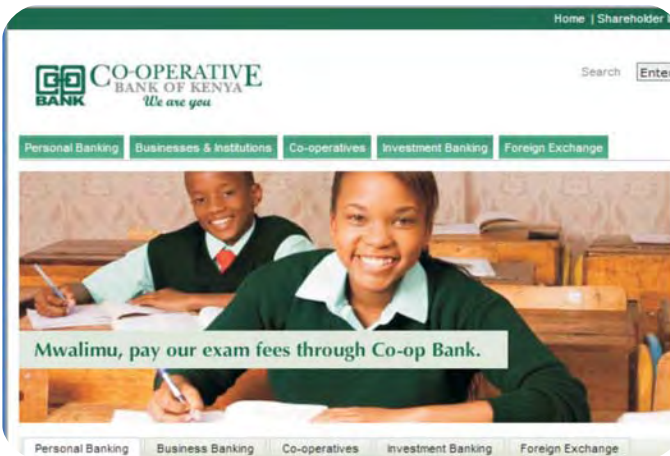 Home | Shareholder
CO-OPERATIVE
BANK OF KENYA
We are you
BANK
Search Enter
Personal Banking Businesses & Institutions Co-operatives Investment Banking Foreign Exchange
Mwalimu, pay our exam fees through Co-op Bank.
Personal Banking Business Banking Co-operatives Investment Banking Foreign Exchange